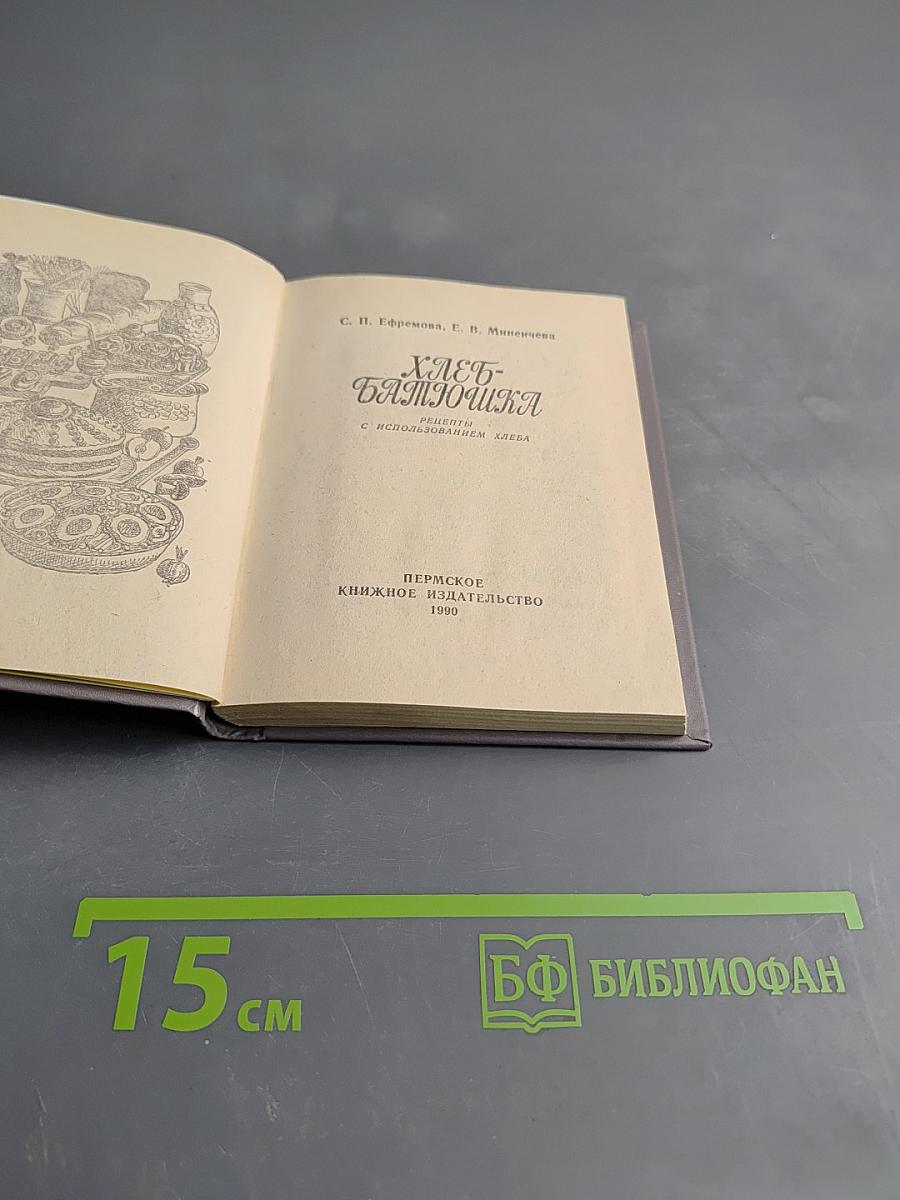 С. П. Ефремова, Е. В. Миненчева
ХЛЕБ-
БАТЮШКА
РЕЦЕПТЫ
С ИСПОЛЬЗОВАНИЕМ ХЛЕБА
ПЕРМСКОЕ
КНИЖНОЕ ИЗДАТЕЛЬСТВО
1990
15 см
БФ БИБЛИОФАН